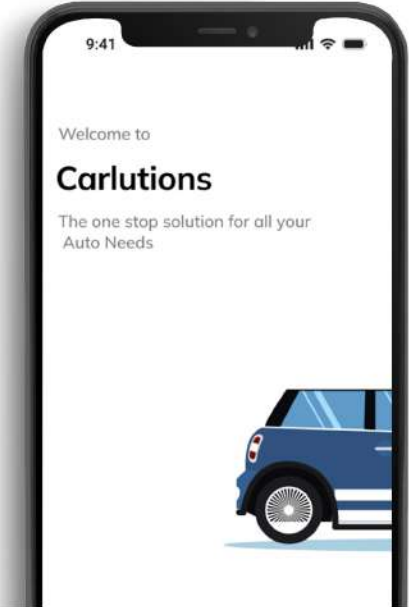 9:41
Welcome to
Carlutions
The one stop solution for all your
Auto Needs